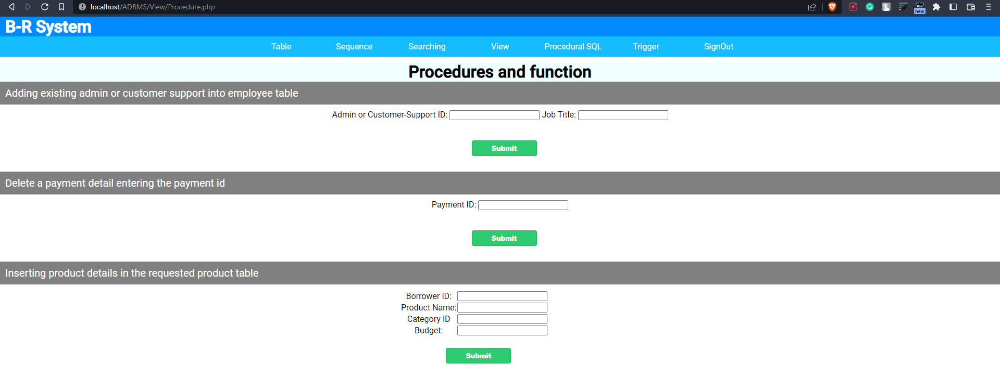 localhost/ADBMS/View/Procedure.php
new
B-R System
Table Sequence Searching View Procedural SQL Trigger SignOut
Procedures and function
Adding existing admin or customer support into employee table
Admin or Customer-Support ID: Job Title:
Submit
Delete a payment detail entering the payment id
Payment ID:
Submit
Inserting product details in the requested product table
Borrower ID:
Product Name:
Category ID
Budget:
Submit